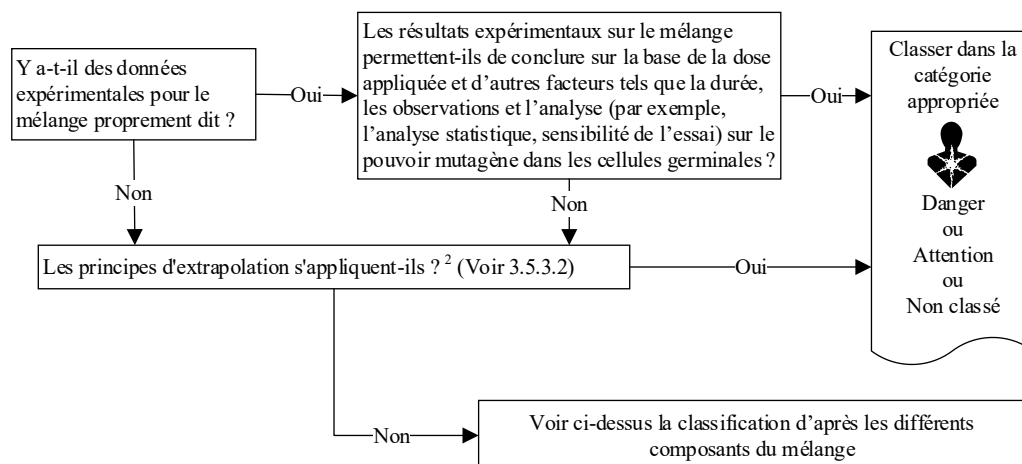 Y a-t-il des données
expérimentales pour le
mélange proprement dit ?
Oui
Les résultats expérimentaux sur le mélange
permettent-ils de conclure sur la base de la dose
appliquée et d’autres facteurs tels que la durée,
les observations et l’analyse (par exemple,
l’analyse statistique, sensibilité de l’essai) sur le
pouvoir mutagène dans les cellules germinales ?
Oui
Classer dans la
catégorie
appropriée
Danger
ou
Attention
ou
Non classé
Non
Non
Les principes d'extrapolation s'appliquent-ils ? 2 (Voir 3.5.3.2)
Oui
Non
Voir ci-dessus la classification d’après les différents
composants du mélange